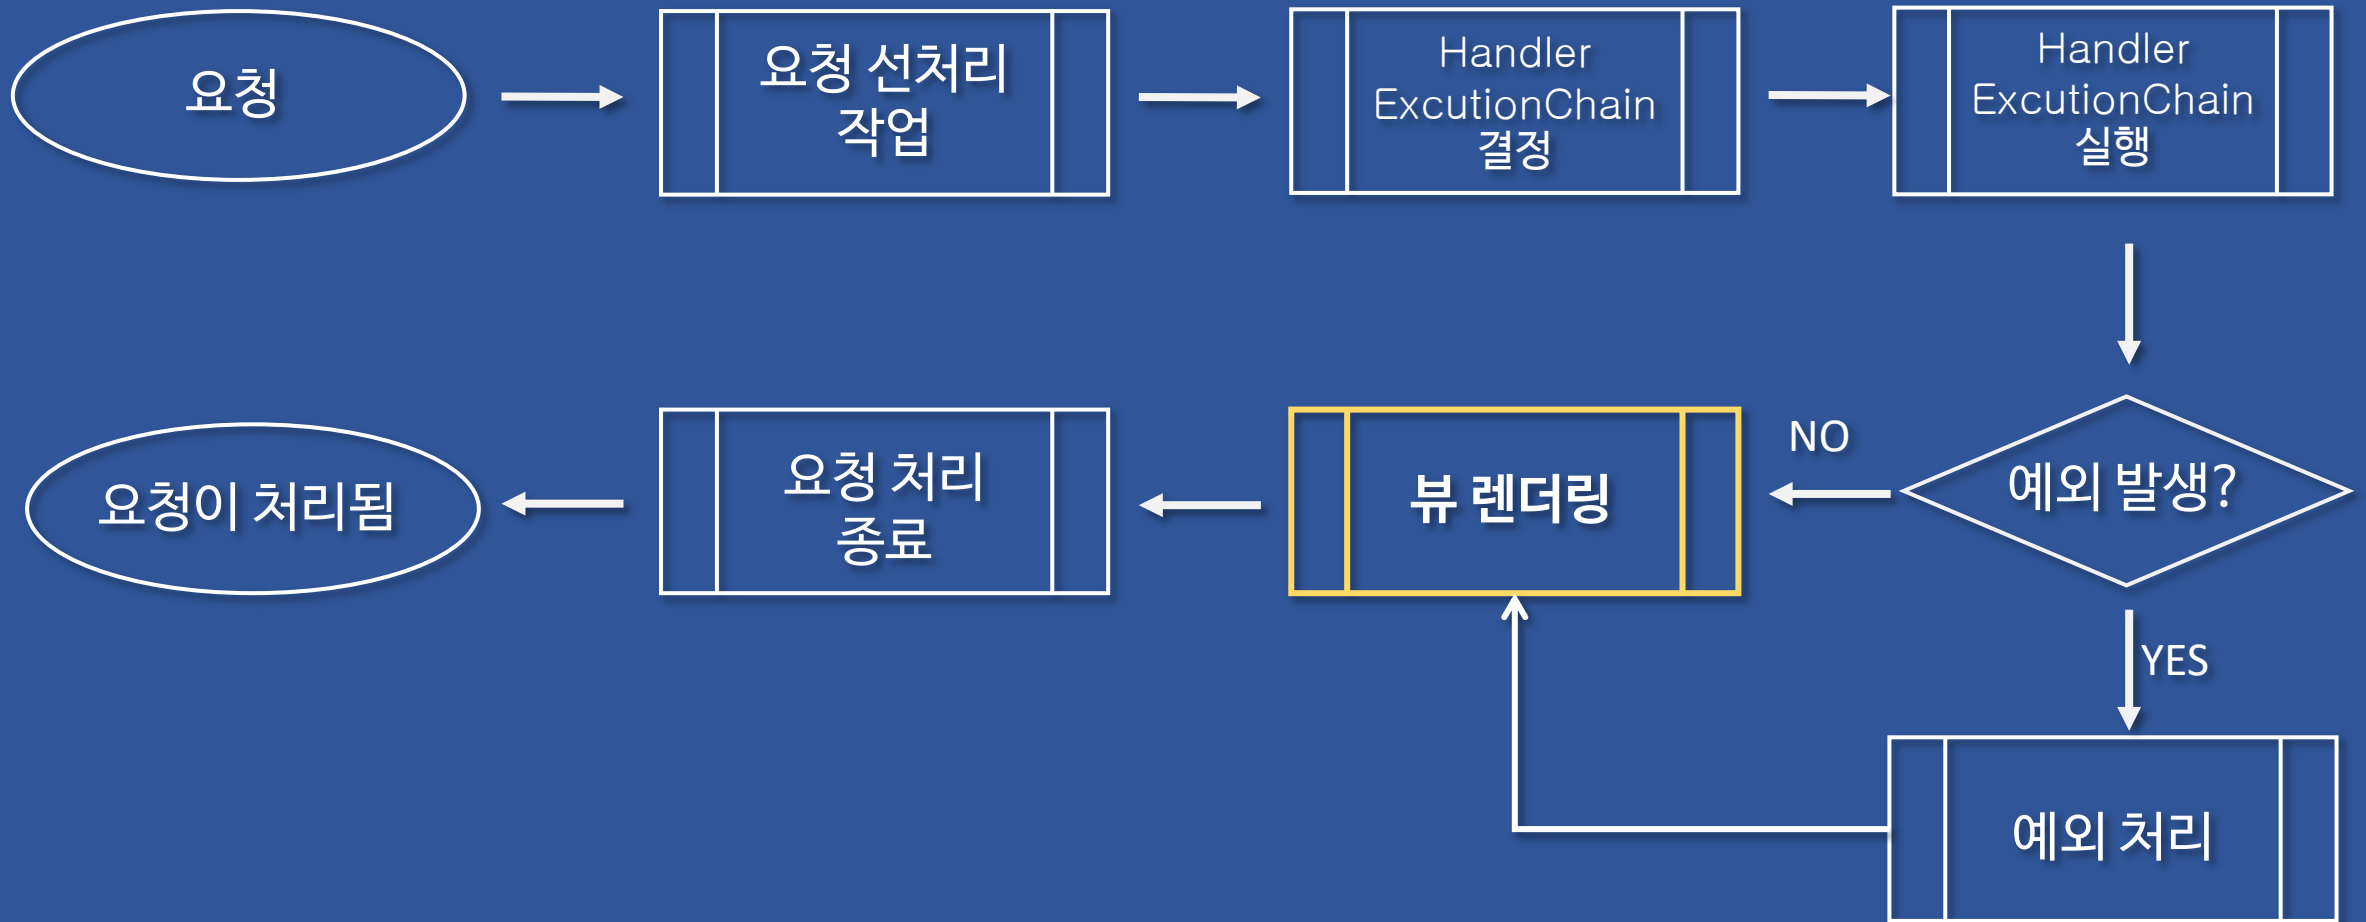 요청
요청 선처리
작업
Handler
ExcutionChain
결정
Handler
ExcutionChain
실행
요청이 처리됨
요청 처리
종료
뷰 렌더링
NO
예외 발생?
YES
예외 처리